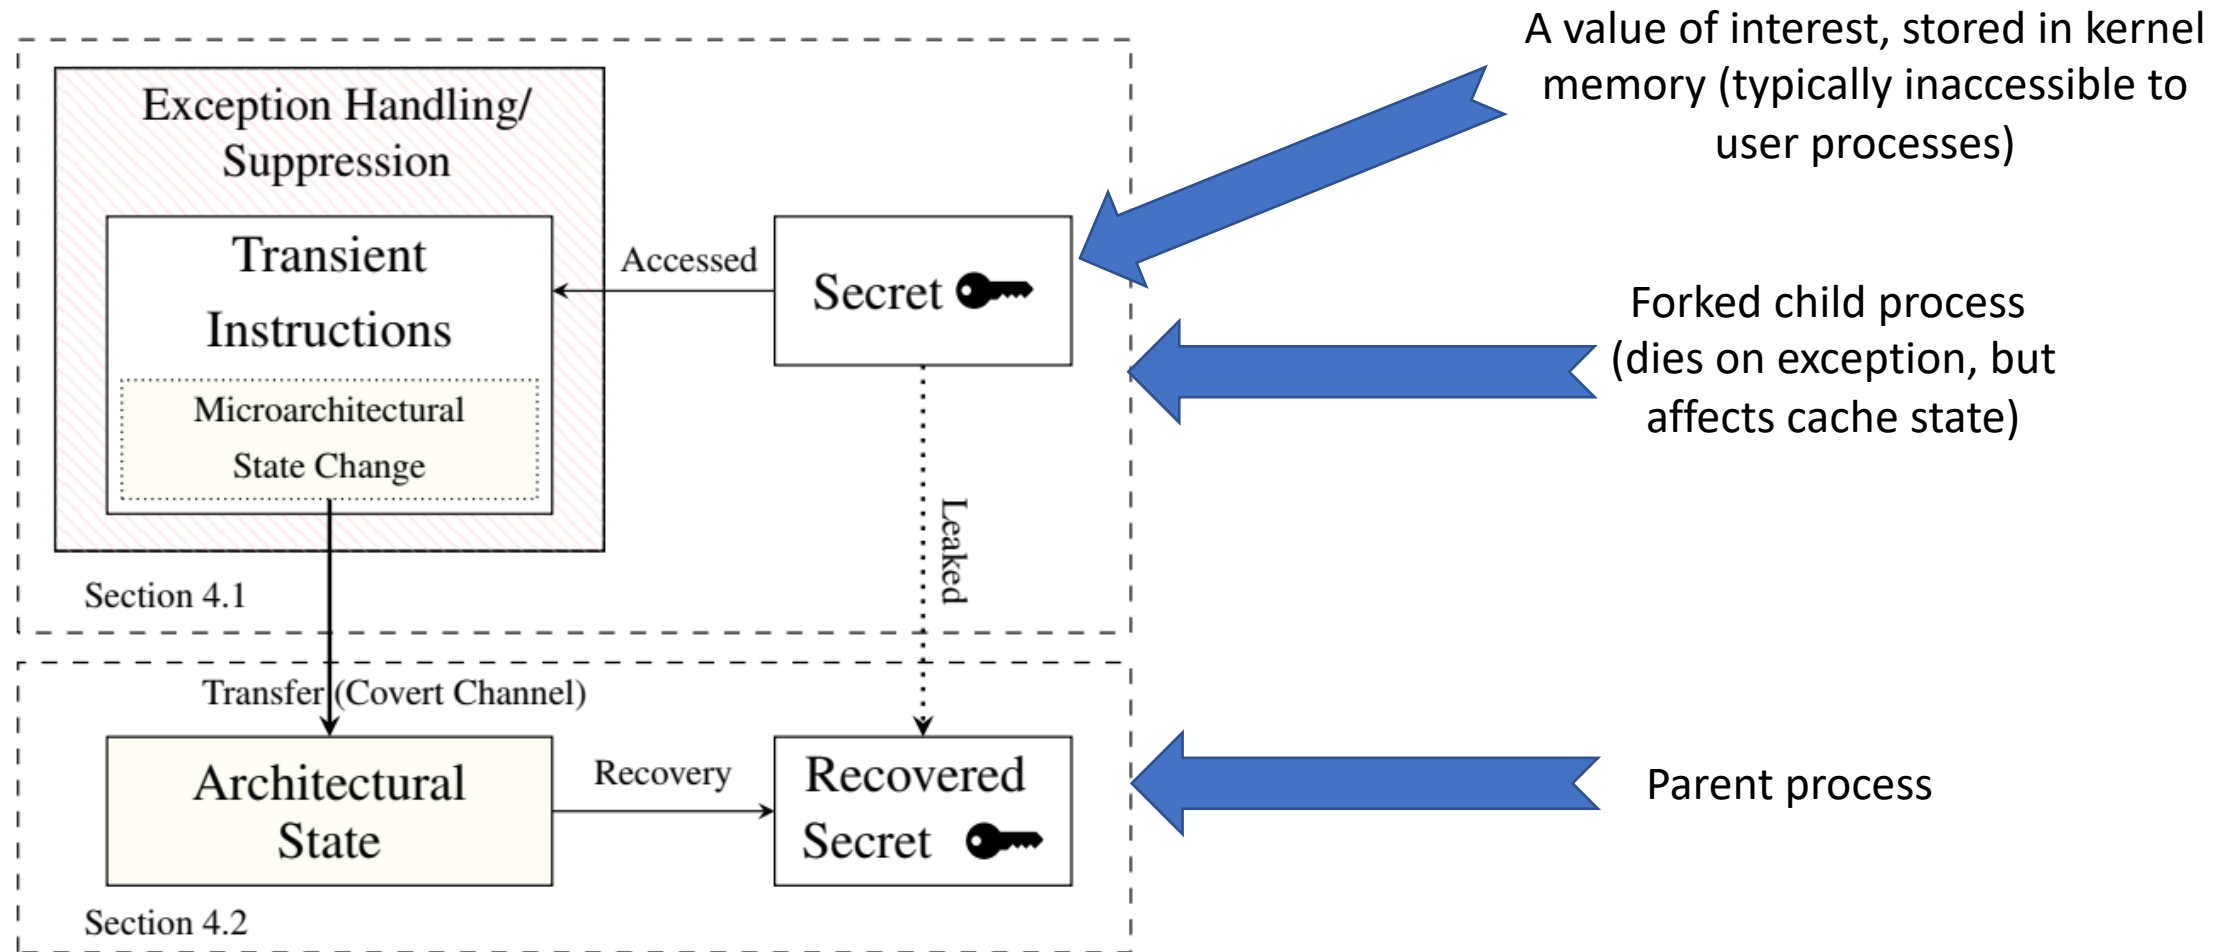 A value of interest, stored in kernel
memory (typically inaccessible to
user processes)
Exception Handling/
Suppression
Transient
Instructions
Accessed
Secret
Microarchitectural
State Change
Forked child process
(dies on exception, but
affects cache state)
Leaked
Section 4.1
Transfer (Covert Channel)
Architectural
State
Recovery
Recovered
Secret
Parent process
Section 4.2